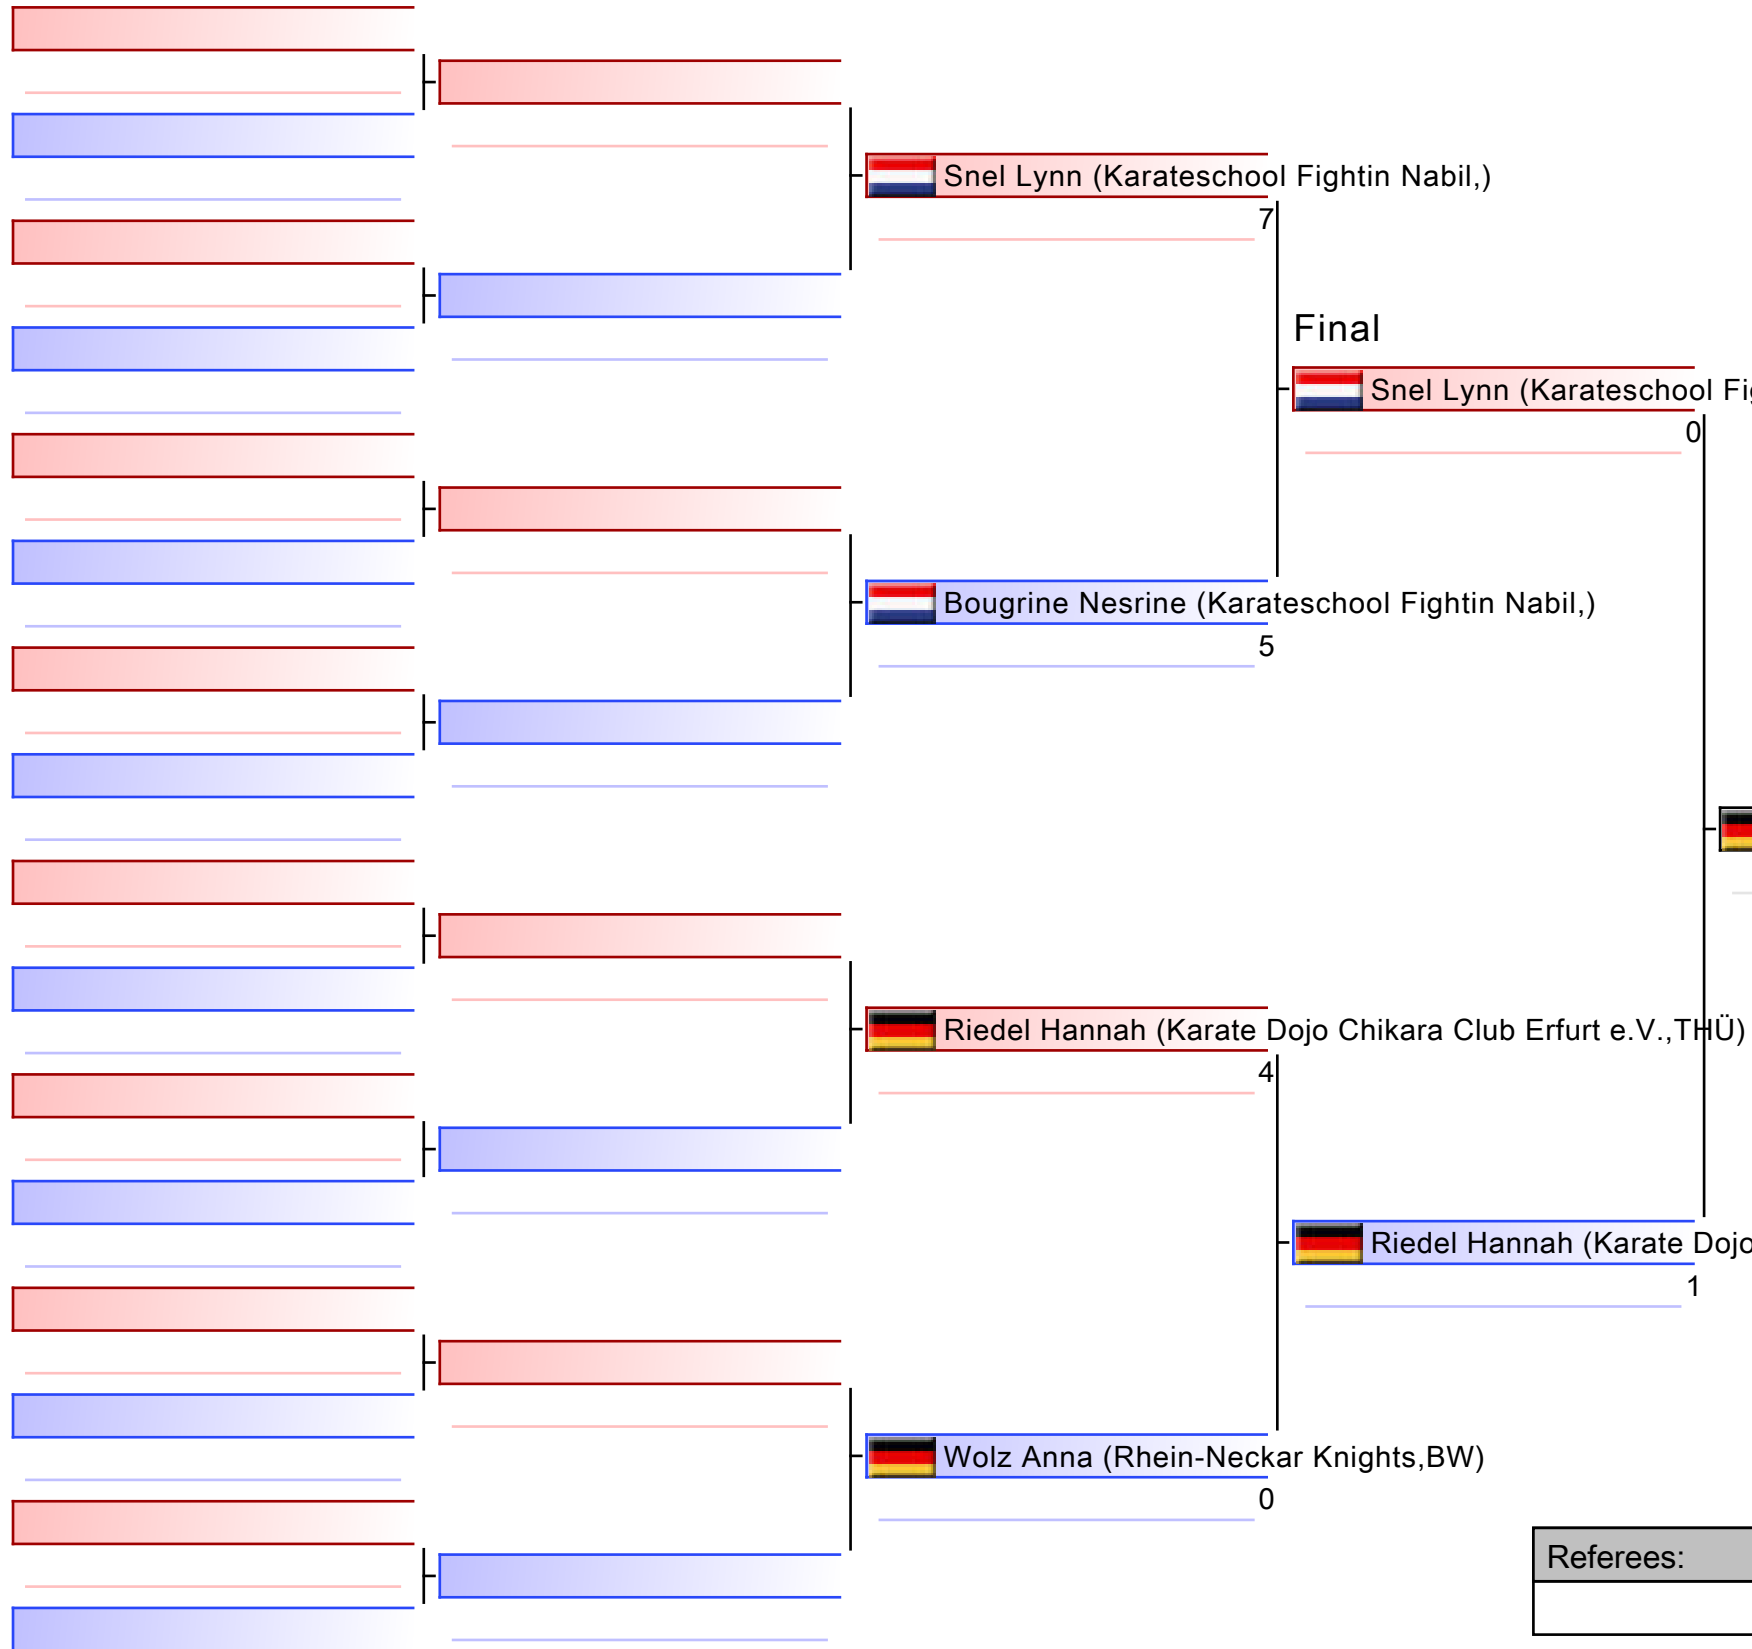 Snel Lynn (Karateschool Fightin Nabil,)
7
Final
Snel Lynn (Karateschool Fig
0
Bougrine Nesrine (Karateschool Fightin Nabil,)
5
Riedel Hannah (Karate Dojo Chikara Club Erfurt e.V.,THÜ)
4
Riedel Hannah (Karate Dojo
1
Wolz Anna (Rhein-Neckar Knights,BW)
0
Referees: